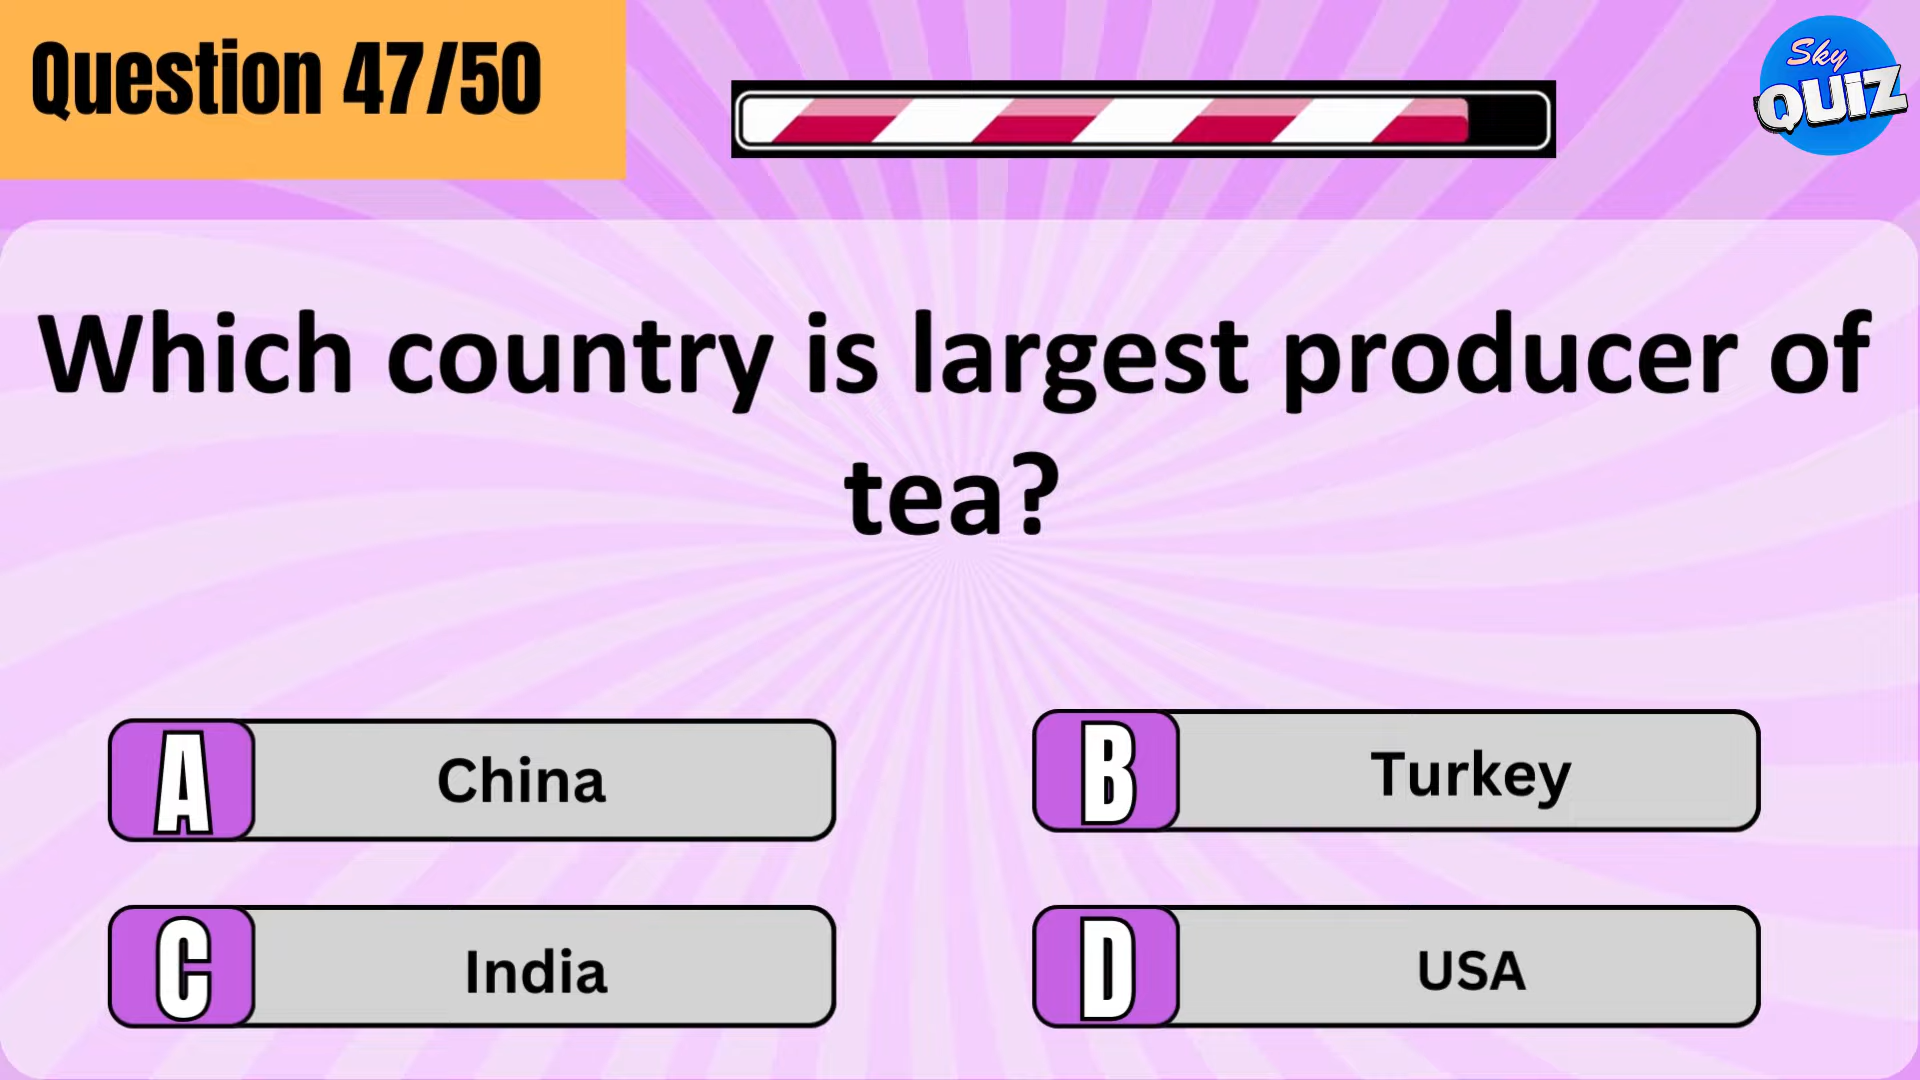 Question 47/50
Sky
QUIZ
Which country is largest producer of
tea?
A China
B Turkey
C India
D USA